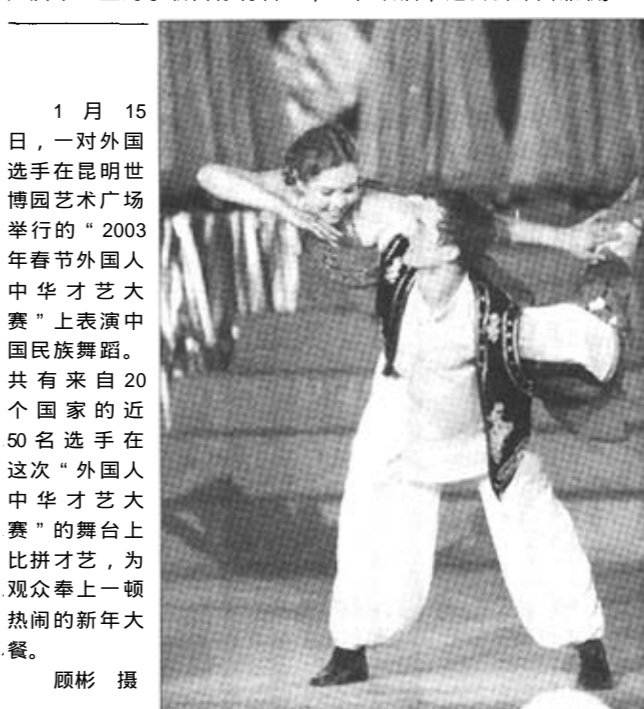 1 月 15
日，一对外国
选手在昆明世
博园艺术广场
举行的“2003
年春节外国人
中华才艺大
赛”上表演中
国民族舞蹈。
共有来自20
个国家的近
50名选手在
这次“外国人
中华才艺大
赛”的舞台上
比拼才艺，为
观众奉上一顿
热闹的新年大
餐。
顾彬 摄